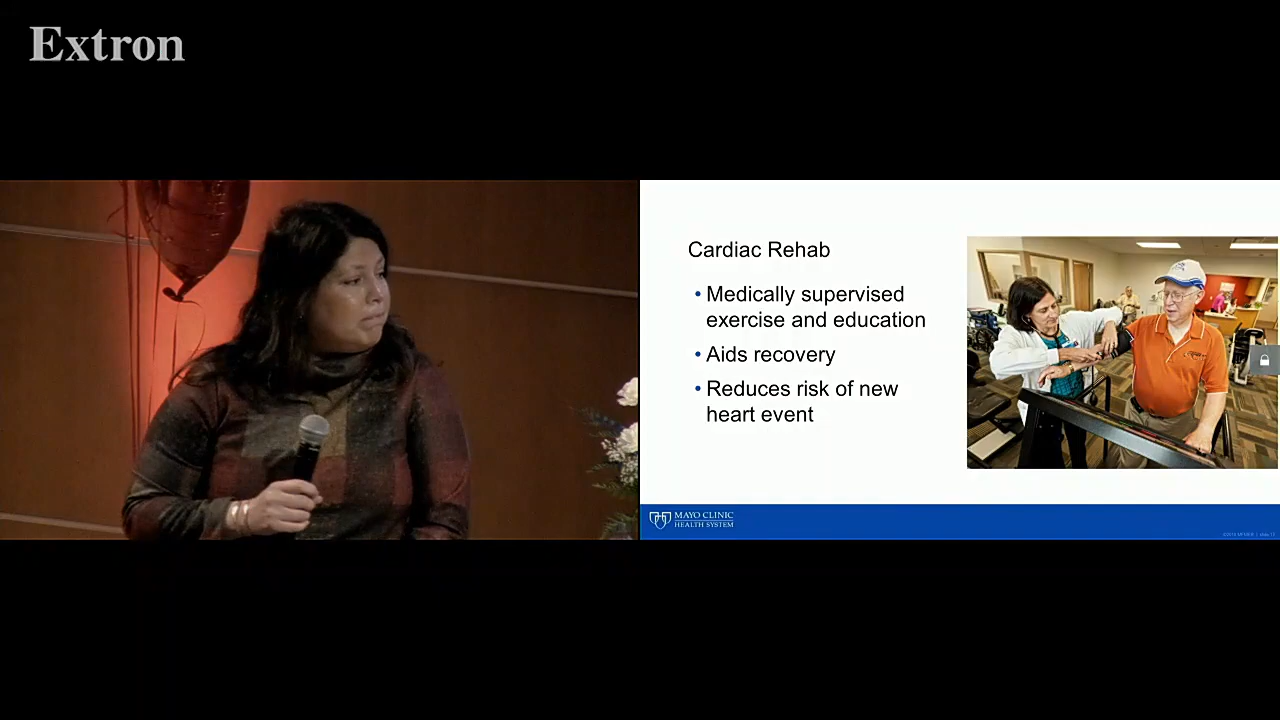 Extron
Cardiac Rehab
• Medically supervised
exercise and education
• Aids recovery
• Reduces risk of new
heart event
MAYO CLINIC
HEALTH SYSTEM